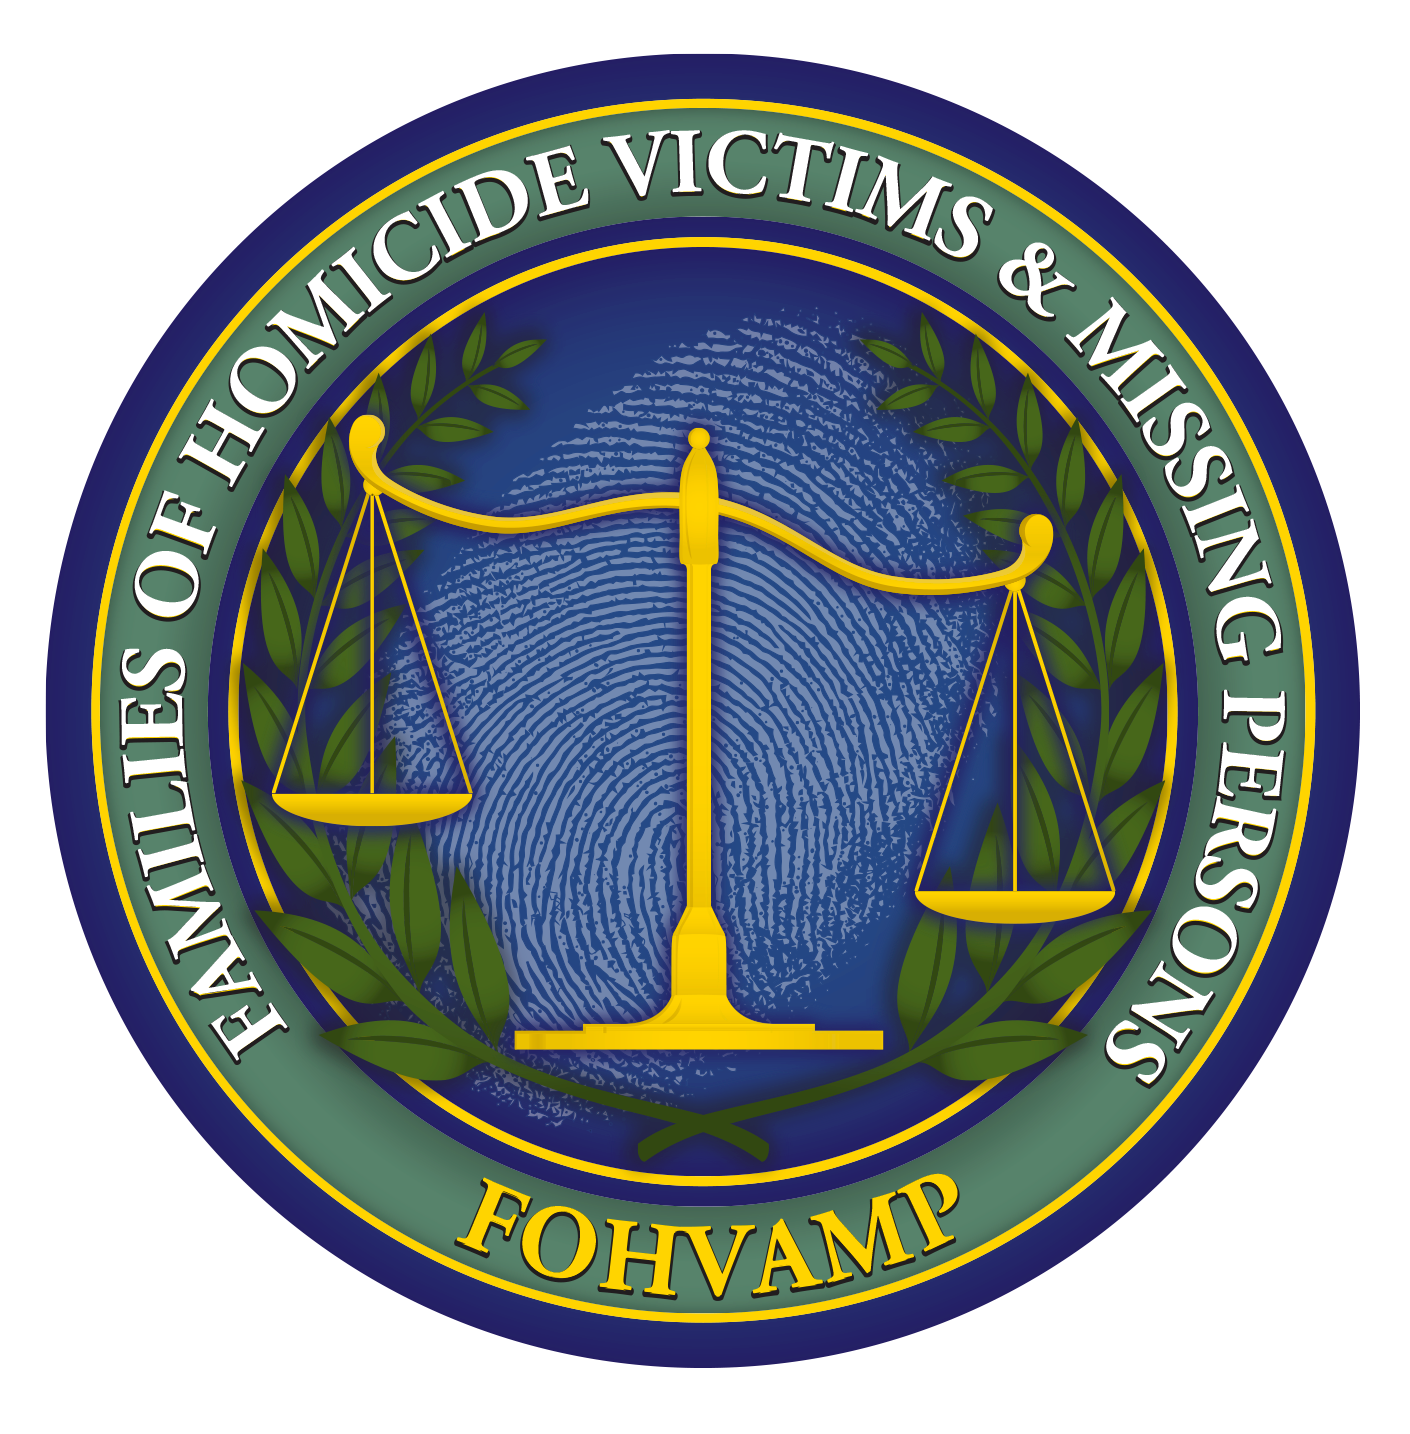 FAMILIES OF HOMICIDE VICTIMS & MISSING PERSONS
FOHVAMP